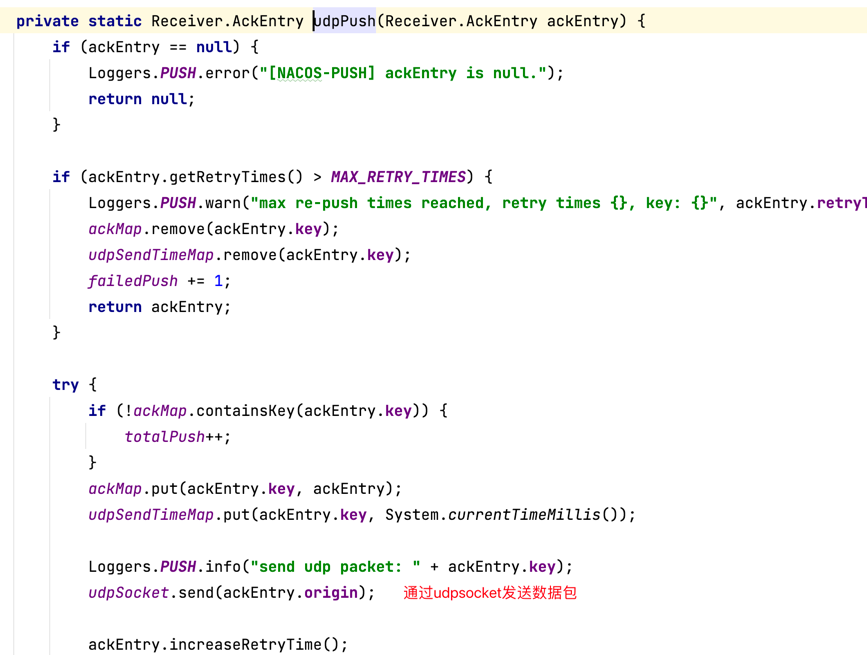 private static Receiver.AckEntry udpPush(Receiver.AckEntry ackEntry) {
if (ackEntry == null) {
Loggers.PUSH.error("[NACOS-PUSH] ackEntry is null.");
return null;
}
if (ackEntry.getRetryTimes() > MAX_RETRY_TIMES) {
Loggers.PUSH.warn("max re-push times reached, retry times {}, key: {}", ackEntry.retryT
ackMap.remove(ackEntry.key);
udpSendTimeMap.remove(ackEntry.key);
failedPush += 1;
return ackEntry;
}
try {
if (!ackMap.containsKey(ackEntry.key)) {
totalPush++;
}
ackMap.put(ackEntry.key, ackEntry);
udpSendTimeMap.put(ackEntry.key, System.currentTimeMillis());
Loggers.PUSH.info("send udp packet: " + ackEntry.key);
udpSocket.send(ackEntry.origin); 通过udpsocket发送数据包
ackEntry.increaseRetryTime();